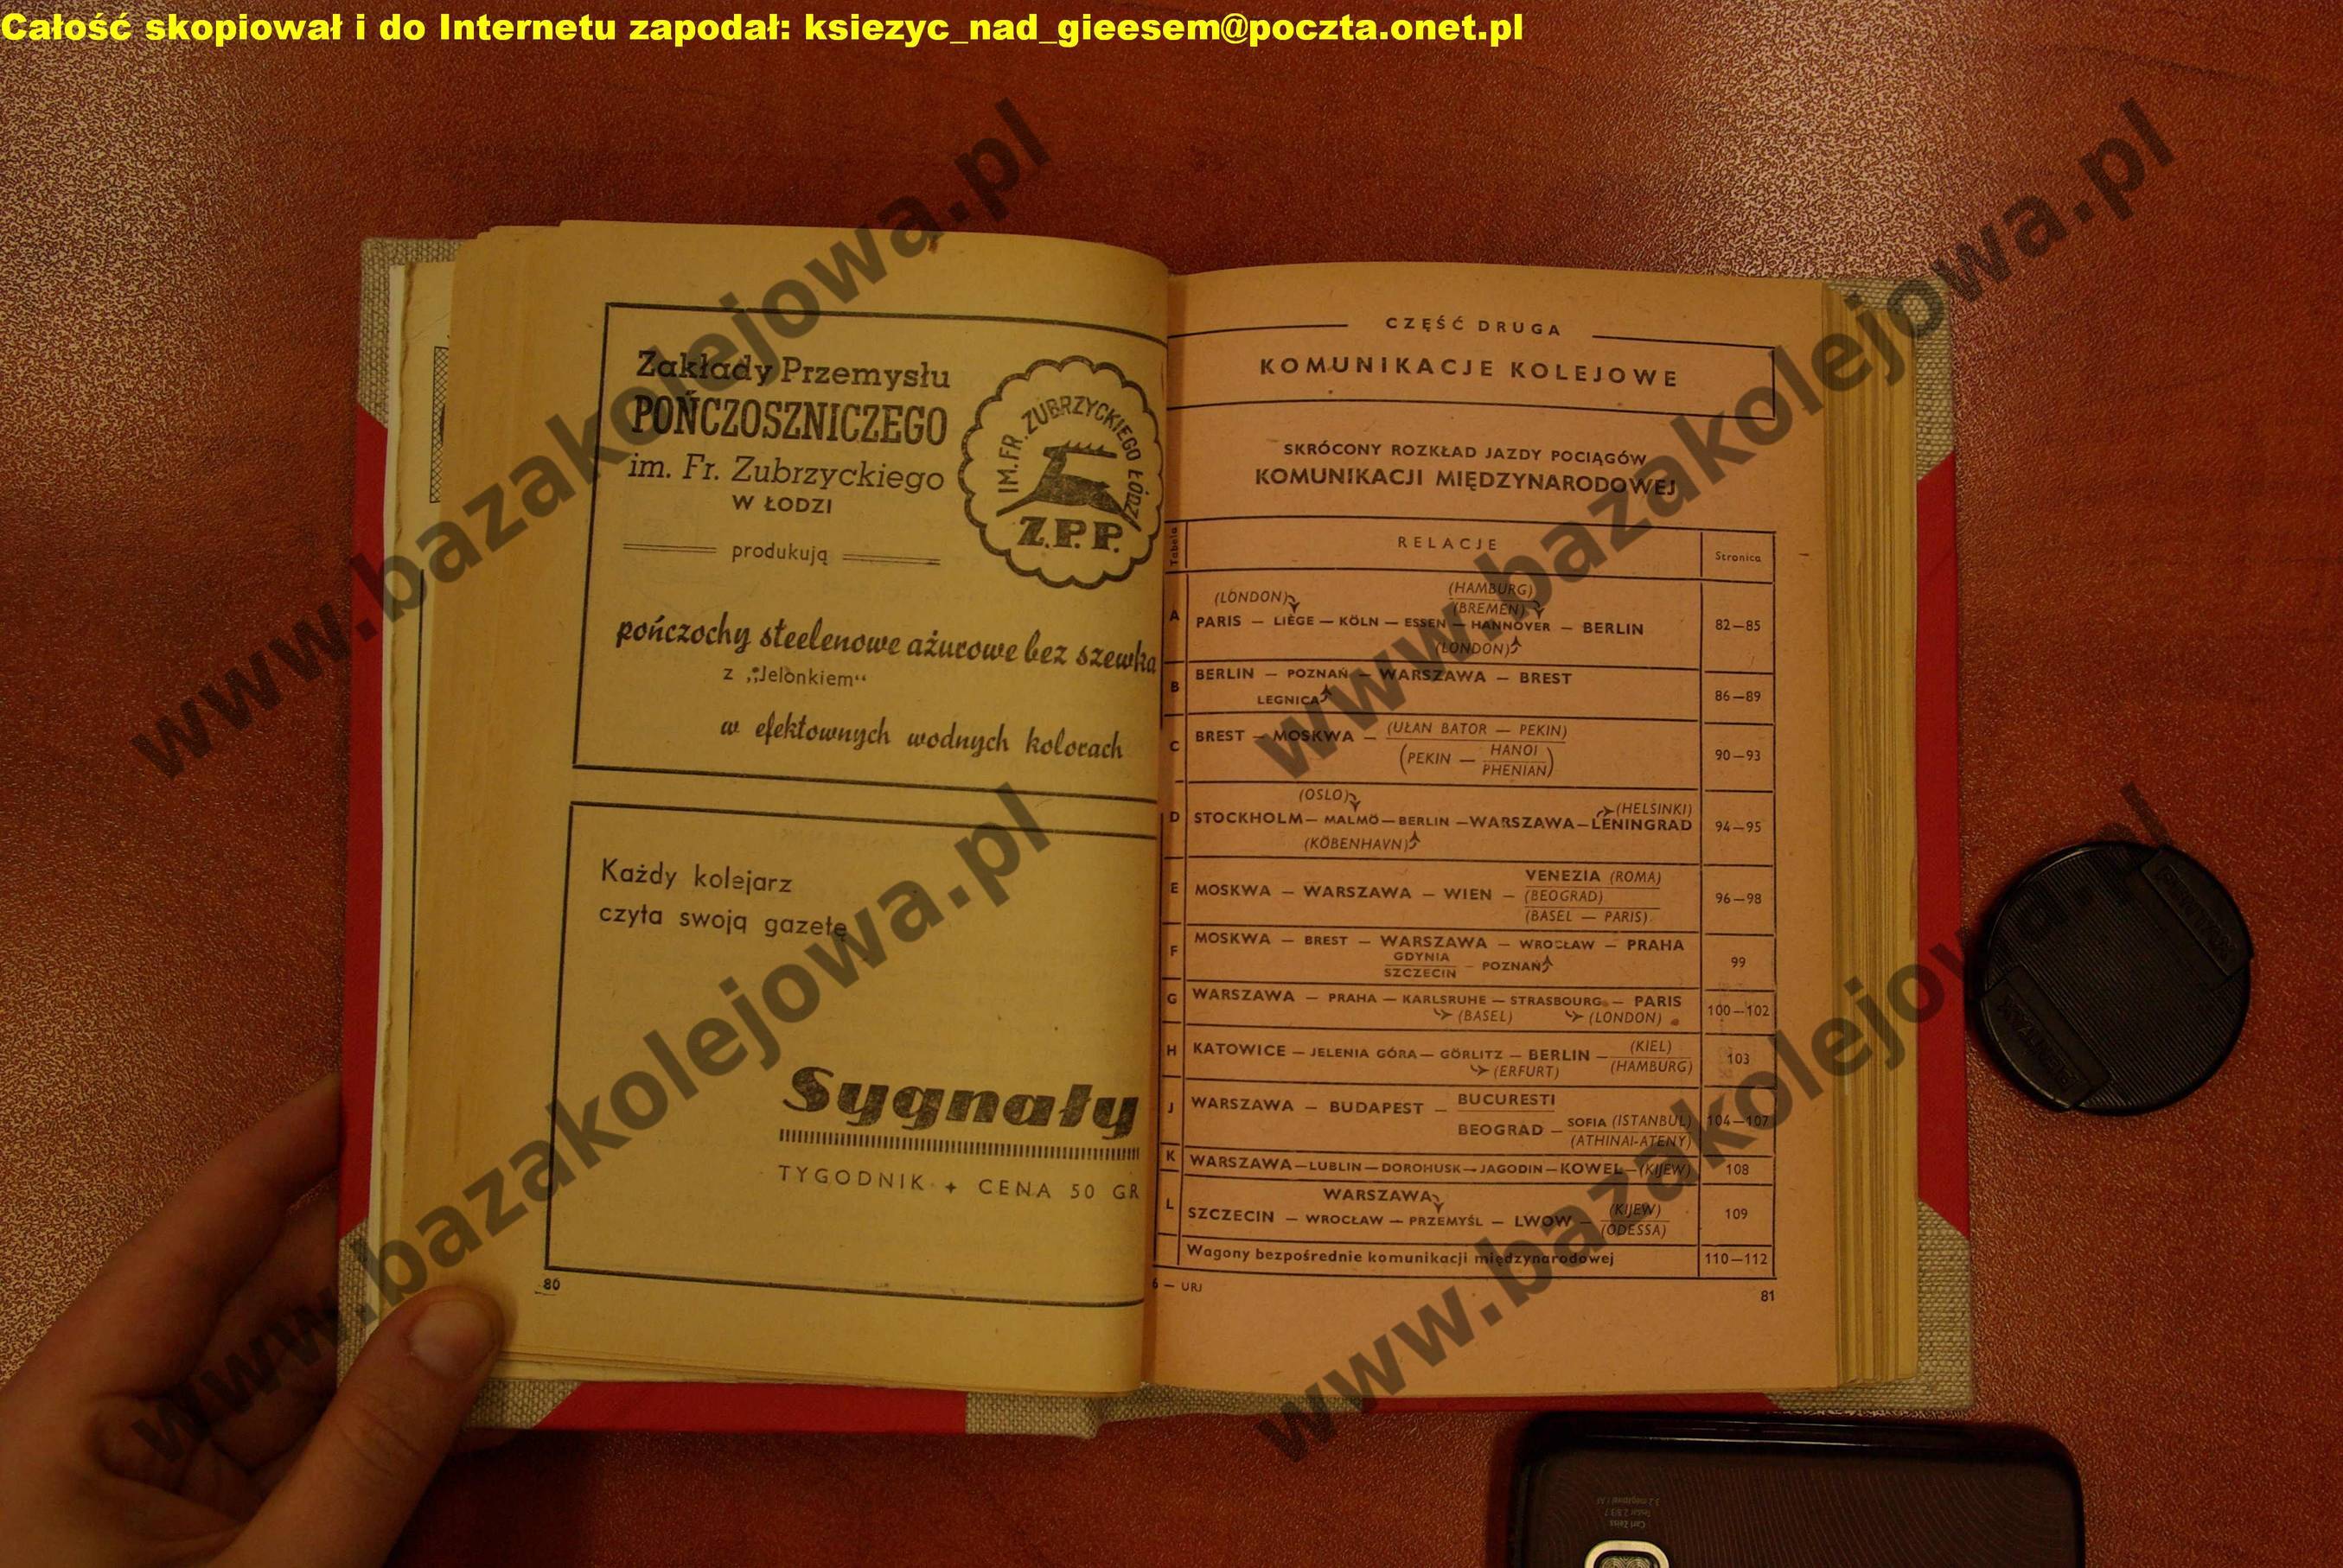 Całość skopiował i do Internetu zapodał: ksiezyc_nad_gieesem@poczta.onet.pl
www.bazakolejowa.pl
www.bazakolejowa.pl
www.bazakolejowa.pl
www.bazakolejowa.pl
Zakłady Przemysłu
POŃCZOSZNICZEGO
im. Fr. Zubrzyckiego
W ŁODZI
produkują
IM. FR. ZUBRZYCKIEGO ŁÓDŹ
Z.P.P.
pończochy steelenowe ażurowe bez szewka
z „Jelonkiem“
w efektownych wodnych kolorach
Każdy kolejarz
czyta swoją gazetę
Sygnały
TYGODNIK + CENA 50 GR
80
CZĘŚĆ DRUGA
KOMUNIKACJE KOLEJOWE
SKRÓCONY ROZKŁAD JAZDY POCIĄGÓW
KOMUNIKACJI MIĘDZYNARODOWEJ
Tabela RELACJE Stronica
(LONDON) (HAMBURG)
(BREMEN)
A PARIS — LIÈGE — KÖLN — ESSEN — HANNOVER — BERLIN 82—85
(LONDON)
B BERLIN — POZNAŃ — WARSZAWA — BREST 86—89
LEGNICA
C BREST — MOSKWA — (UŁAN BATOR — PEKIN) 90—93
(PEKIN — HANOI
PHENIAN)
(OSLO) (HELSINKI)
D STOCKHOLM — MALMÖ — BERLIN — WARSZAWA — LENINGRAD 94—95
(KÖBENHAVN)
VENEZIA (ROMA)
E MOSKWA — WARSZAWA — WIEN — (BEOGRAD) 96—98
(BASEL — PARIS)
F MOSKWA — BREST — WARSZAWA — WROCŁAW — PRAHA 99
GDYNIA
SZCZECIN — POZNAŃ
G WARSZAWA — PRAHA — KARLSRUHE — STRASBOURG — PARIS 100—102
(BASEL) (LONDON)
H KATOWICE — JELENIA GÓRA — GÖRLITZ — BERLIN — (KIEL) 103
(ERFURT) (HAMBURG)
J WARSZAWA — BUDAPEST — BUCURESTI 104—107
BEOGRAD — SOFIA (ISTANBUL)
(ATHINAI-ATENY)
K WARSZAWA — LUBLIN — DOROHUSK — JAGODIN — KOWEL — (KIJEW) 108
WARSZAWA
L SZCZECIN — WROCŁAW — PRZEMYŚL — LWOW — (KIJEW) 109
(ODESSA)
Wagony bezpośrednie komunikacji międzynarodowej 110—112
6 — URJ
81
Carl Zeiss